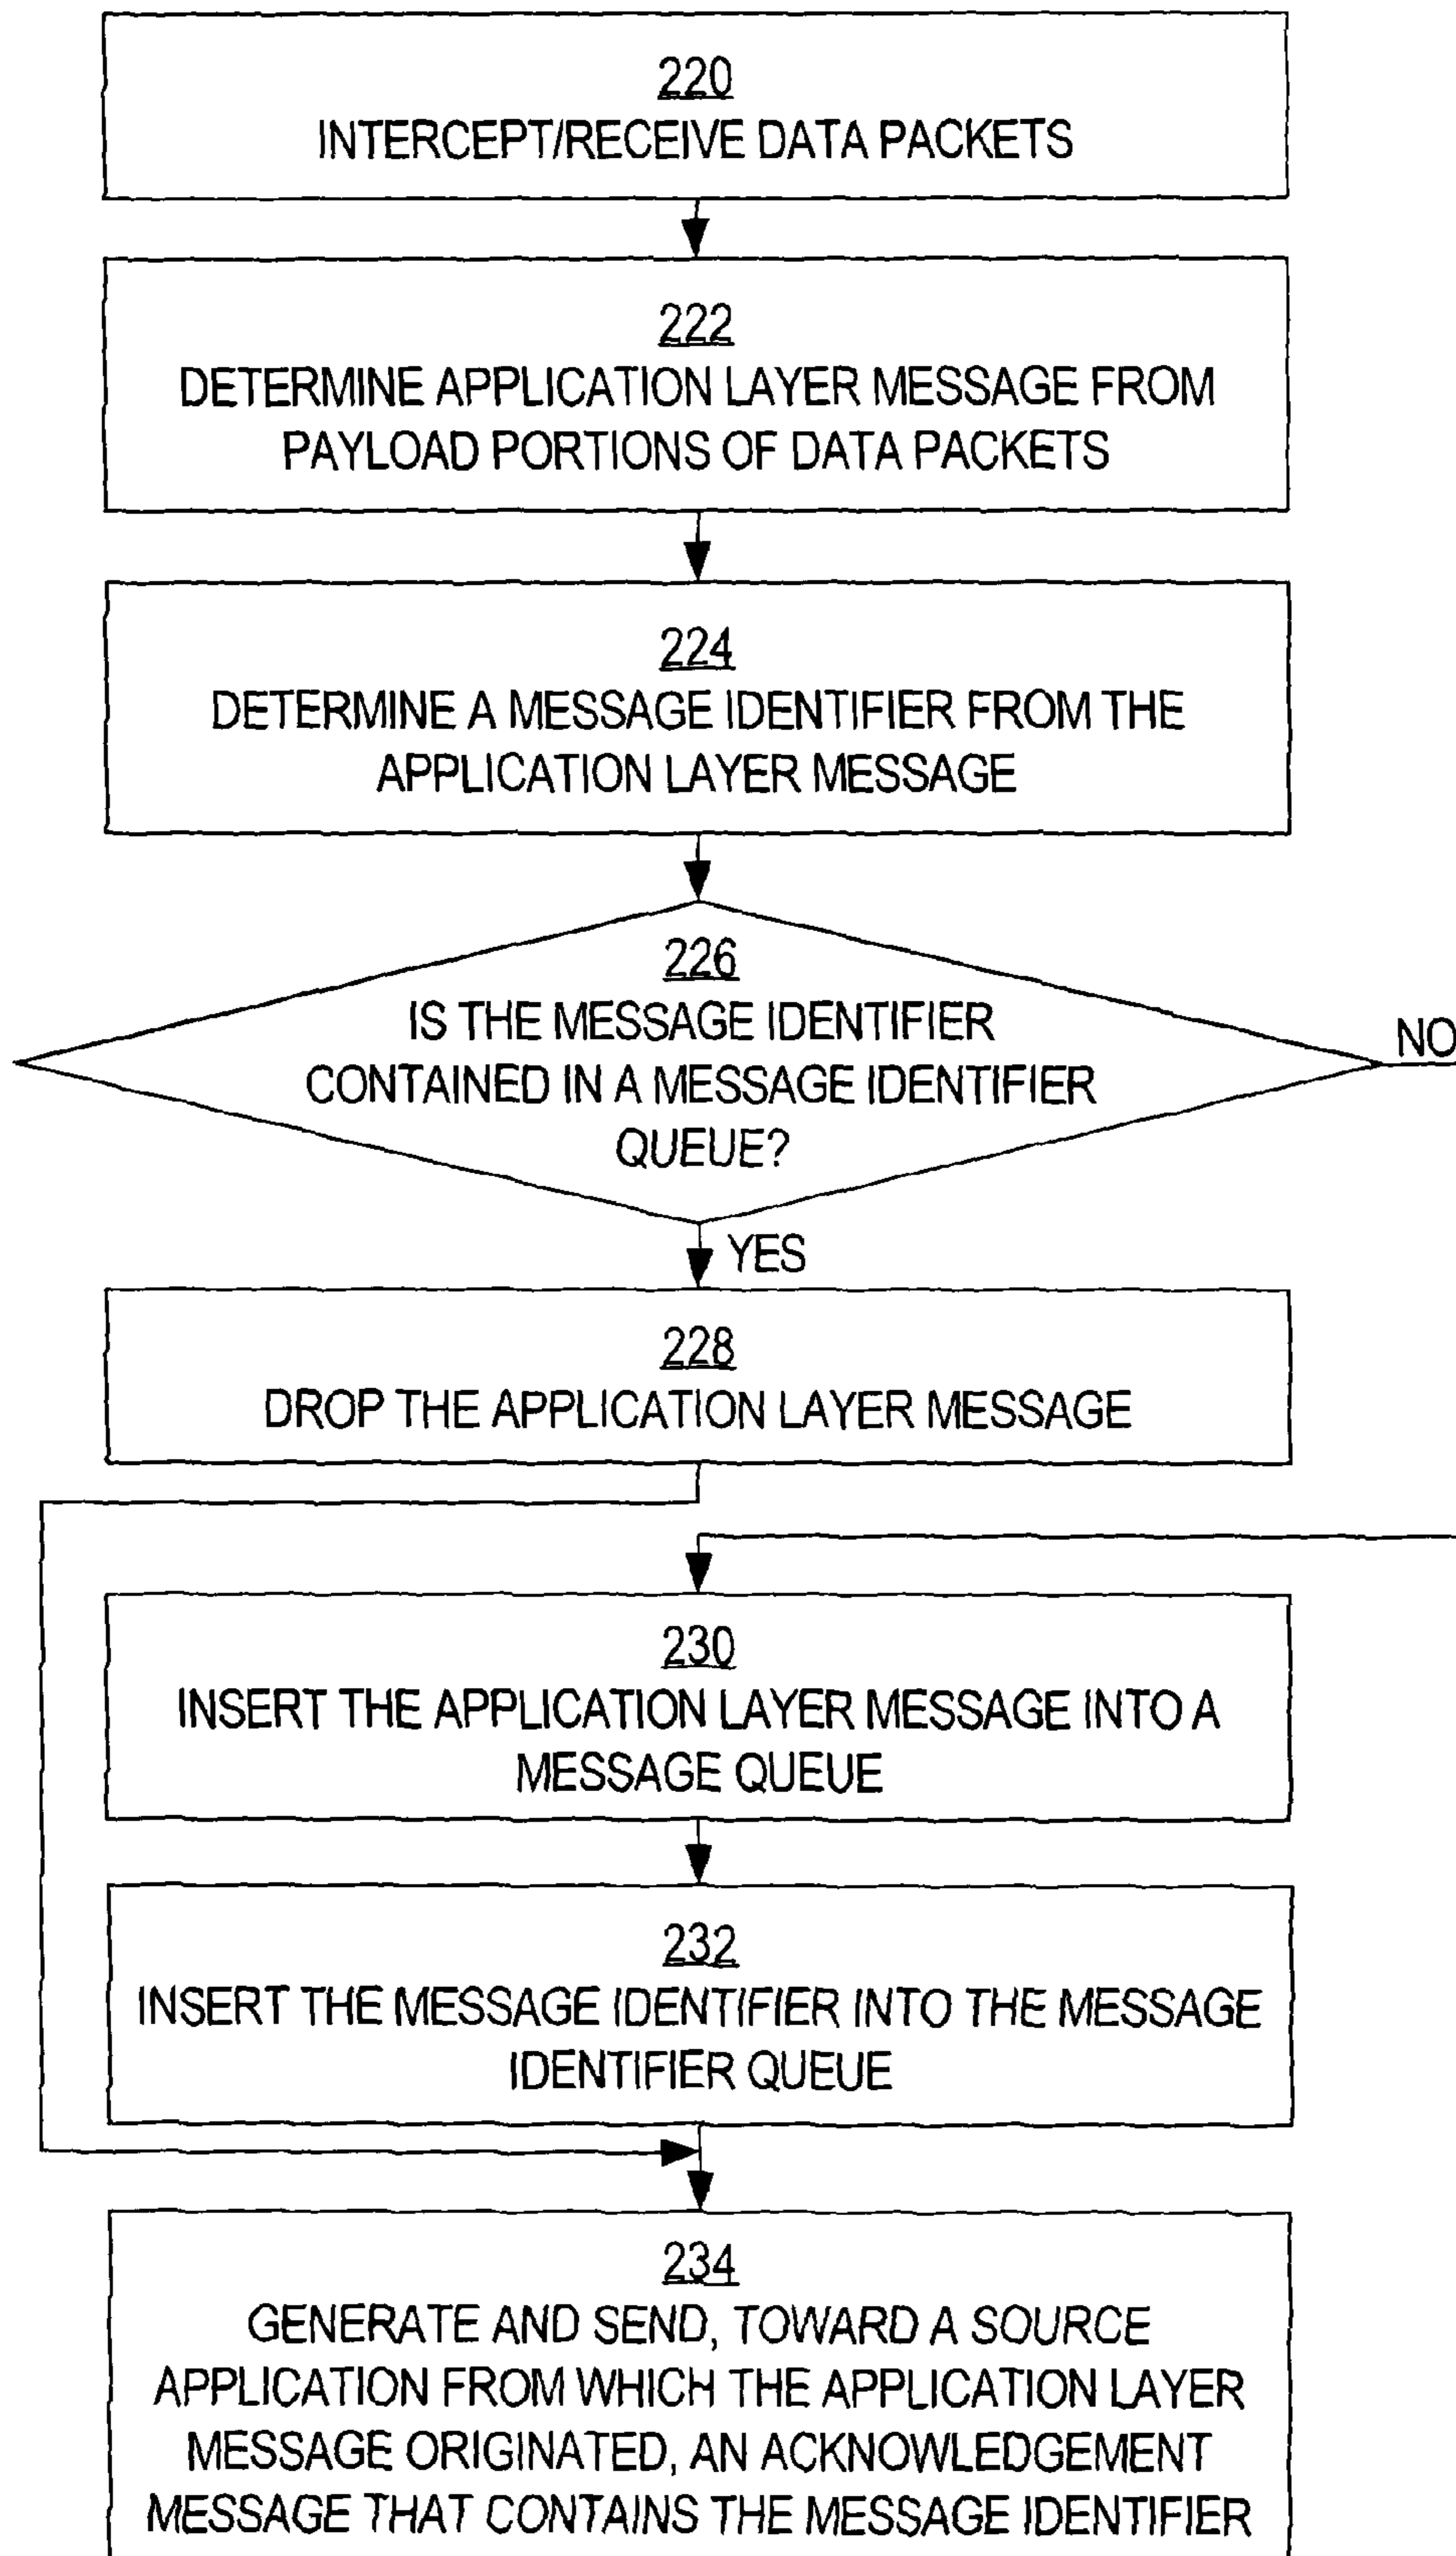 220
INTERCEPT/RECEIVE DATA PACKETS
222
DETERMINE APPLICATION LAYER MESSAGE FROM
PAYLOAD PORTIONS OF DATA PACKETS
224
DETERMINE A MESSAGE IDENTIFIER FROM THE
APPLICATION LAYER MESSAGE
226
IS THE MESSAGE IDENTIFIER
CONTAINED IN A MESSAGE IDENTIFIER
QUEUE?
NO
YES
228
DROP THE APPLICATION LAYER MESSAGE
230
INSERT THE APPLICATION LAYER MESSAGE INTO A
MESSAGE QUEUE
232
INSERT THE MESSAGE IDENTIFIER INTO THE MESSAGE
IDENTIFIER QUEUE
234
GENERATE AND SEND, TOWARD A SOURCE
APPLICATION FROM WHICH THE APPLICATION LAYER
MESSAGE ORIGINATED, AN ACKNOWLEDGEMENT
MESSAGE THAT CONTAINS THE MESSAGE IDENTIFIER